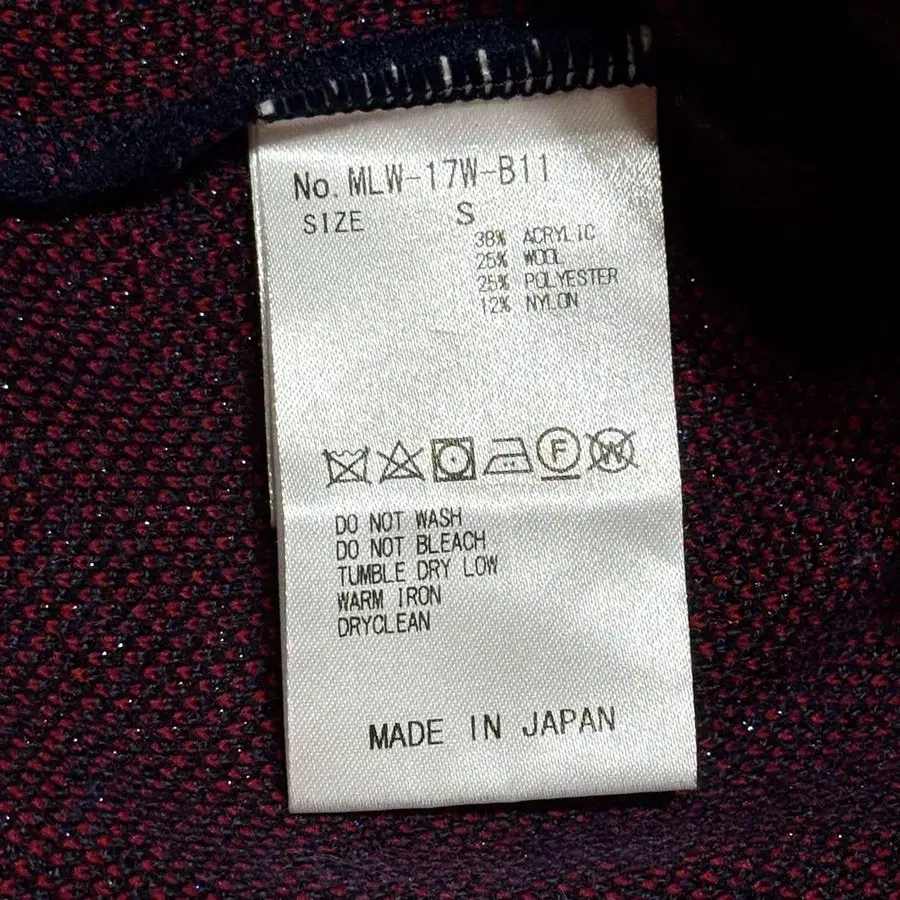 No. MLW-17W-B11
SIZE S
38% ACRYLIC
25% WOOL
25% POLYESTER
12% NYLON
F W
DO NOT WASH
DO NOT BLEACH
TUMBLE DRY LOW
WARM IRON
DRYCLEAN
MADE IN JAPAN